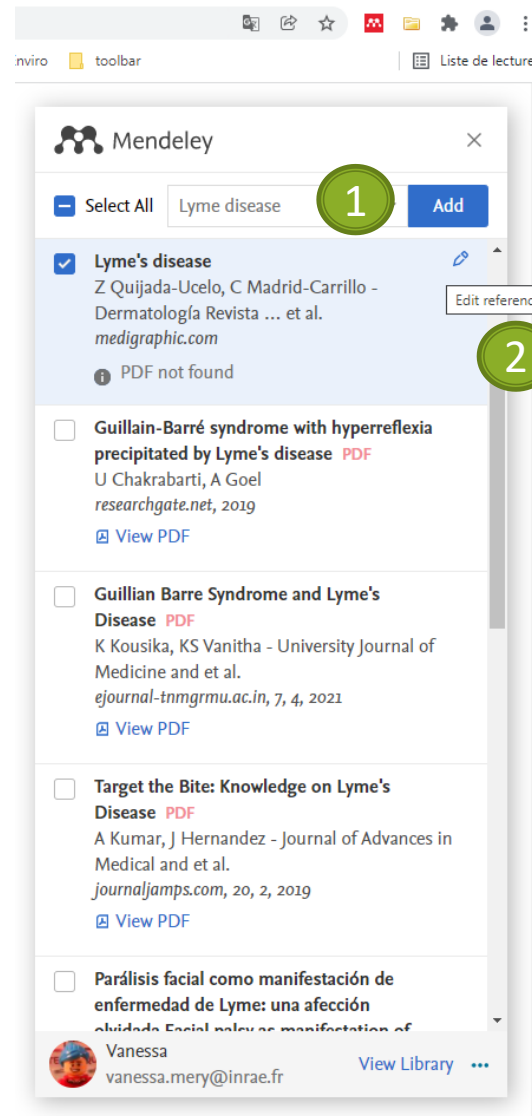 nviro toolbar Liste de lecture
Mendeley
Select All Lyme disease 1 Add
Lyme's disease
Z Quijada-Ucelo, C Madrid-Carrillo -
Dermatología Revista ... et al.
medigraphic.com
PDF not found
Edit referenc
2
Guillain-Barré syndrome with hyperreflexia
precipitated by Lyme's disease PDF
U Chakrabarti, A Goel
researchgate.net, 2019
View PDF
Guillian Barre Syndrome and Lyme's
Disease PDF
K Kousika, KS Vanitha - University Journal of
Medicine and et al.
ejournal-tnmgrmu.ac.in, 7, 4, 2021
View PDF
Target the Bite: Knowledge on Lyme's
Disease PDF
A Kumar, J Hernandez - Journal of Advances in
Medical and et al.
journaljamps.com, 20, 2, 2019
View PDF
Parálisis facial como manifestación de
enfermedad de Lyme: una afección
olvidada Facial palsy as manifestation of
Vanessa
vanessa.mery@inrae.fr View Library